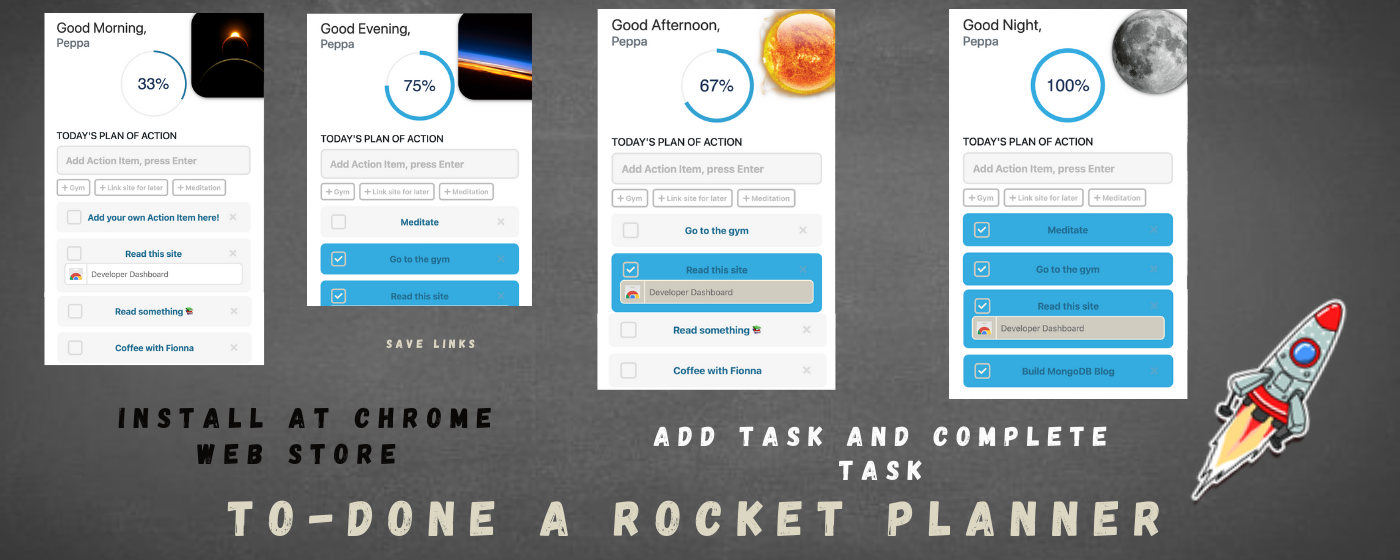 Good Morning,
Peppa
33%
TODAY'S PLAN OF ACTION
Add Action Item, press Enter
+ Gym + Link site for later + Meditation
Add your own Action Item here! ×
Read this site ×
Developer Dashboard
Read something 📚 ×
Coffee with Fionna ×
Good Evening,
Peppa
75%
TODAY'S PLAN OF ACTION
Add Action Item, press Enter
+ Gym + Link site for later + Meditation
Meditate ×
Go to the gym ×
Read this site ×
SAVE LINKS
Good Afternoon,
Peppa
67%
TODAY'S PLAN OF ACTION
Add Action Item, press Enter
+ Gym + Link site for later + Meditation
Go to the gym ×
Read this site ×
Developer Dashboard
Read something 📚 ×
Coffee with Fionna ×
Good Night,
Peppa
100%
TODAY'S PLAN OF ACTION
Add Action Item, press Enter
+ Gym + Link site for later + Meditation
Meditate ×
Go to the gym ×
Read this site ×
Developer Dashboard
Build MongoDB Blog ×
INSTALL AT CHROME
WEB STORE
ADD TASK AND COMPLETE
TASK
TO-DONE A ROCKET PLANNER